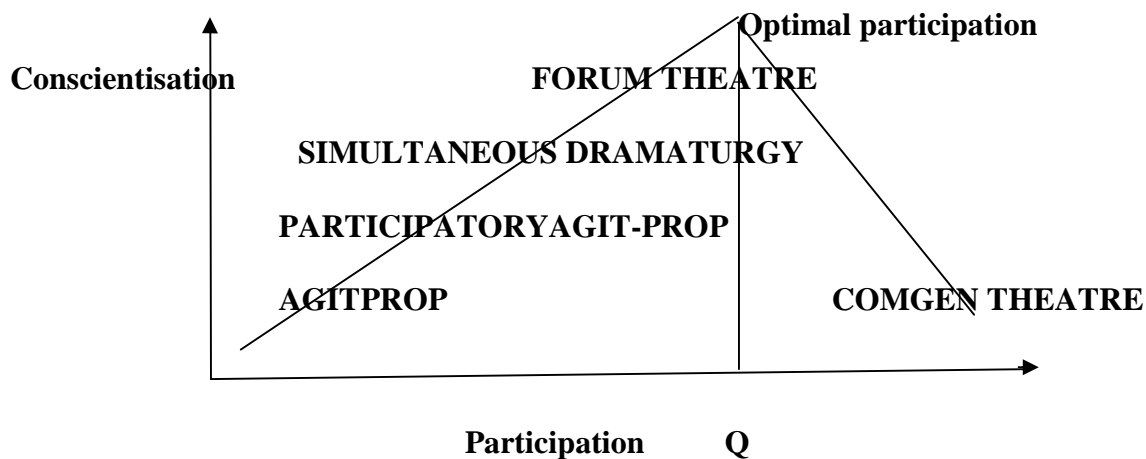 Optimal participation
Conscientisation FORUM THEATRE
SIMULTANEOUS DRAMATURGY
PARTICIPATORYAGIT-PROP
AGITPROP COMGEN THEATRE
Participation Q